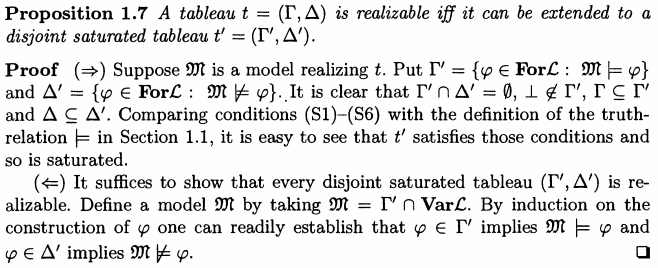 Proposition 1.7 A tableau t = (Γ, Δ) is realizable iff it can be extended to a
disjoint saturated tableau t′ = (Γ′, Δ′).
Proof (⇒) Suppose 𝔐 is a model realizing t. Put Γ′ = {φ ∈ Forℒ : 𝔐 ⊨ φ}
and Δ′ = {φ ∈ Forℒ : 𝔐 ⊭ φ}. It is clear that Γ′ ∩ Δ′ = ∅, ⊥ ∉ Γ′, Γ ⊆ Γ′
and Δ ⊆ Δ′. Comparing conditions (S1)–(S6) with the definition of the truth-
relation ⊨ in Section 1.1, it is easy to see that t′ satisfies those conditions and
so is saturated.
(⇐) It suffices to show that every disjoint saturated tableau (Γ′, Δ′) is re-
alizable. Define a model 𝔐 by taking 𝔐 = Γ′ ∩ Varℒ. By induction on the
construction of φ one can readily establish that φ ∈ Γ′ implies 𝔐 ⊨ φ and
φ ∈ Δ′ implies 𝔐 ⊭ φ. □